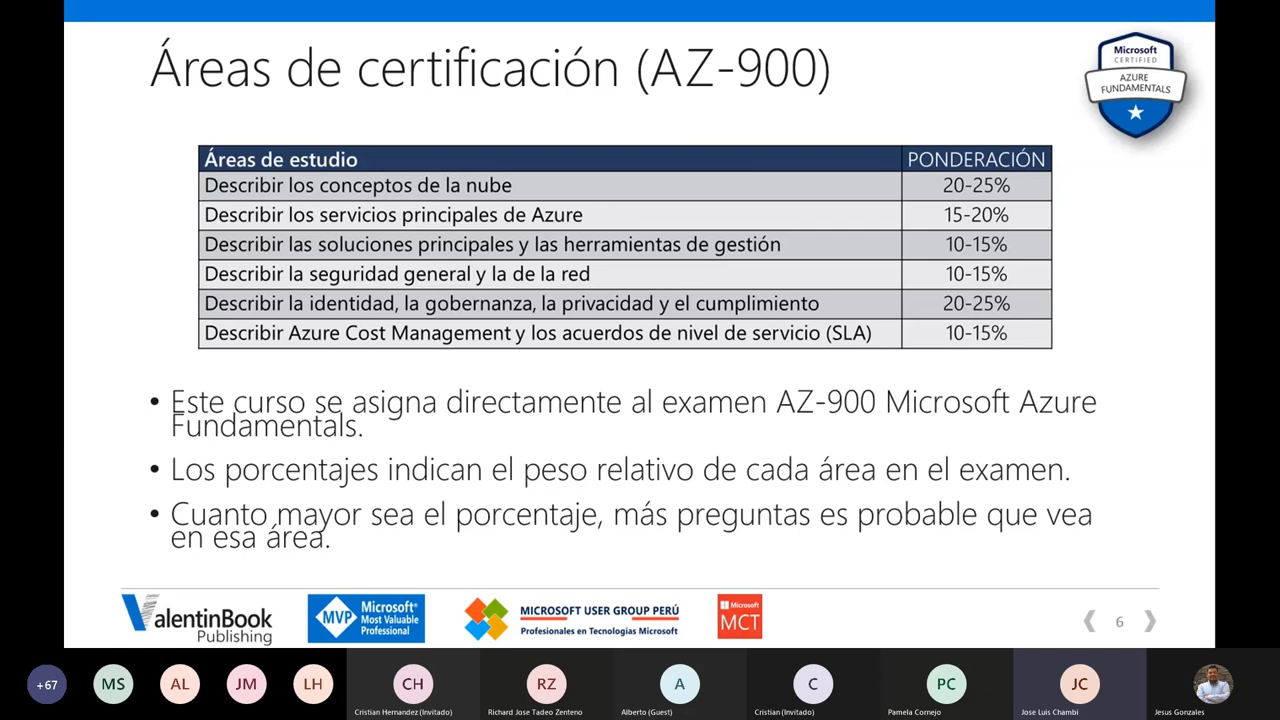 Áreas de certificación (AZ-900)
Microsoft
CERTIFIED
AZURE
FUNDAMENTALS
Áreas de estudio PONDERACIÓN
Describir los conceptos de la nube 20-25%
Describir los servicios principales de Azure 15-20%
Describir las soluciones principales y las herramientas de gestión 10-15%
Describir la seguridad general y la de la red 10-15%
Describir la identidad, la gobernanza, la privacidad y el cumplimiento 20-25%
Describir Azure Cost Management y los acuerdos de nivel de servicio (SLA) 10-15%
• Este curso se asigna directamente al examen AZ-900 Microsoft Azure
Fundamentals.
• Los porcentajes indican el peso relativo de cada área en el examen.
• Cuanto mayor sea el porcentaje, más preguntas es probable que vea
en esa área.
ValentinBook
Publishing
MVP
Microsoft®
Most Valuable
Professional
MICROSOFT USER GROUP PERÚ
Profesionales en Tecnologías Microsoft
Microsoft
MCT
6
+67
MS
AL
JM
LH
CH
Cristian Hernandez (Invitado)
RZ
Richard Jose Tadeo Zenteno
A
Alberto (Guest)
C
Cristian (Invitado)
PC
Pamela Cornejo
JC
Jose Luis Chambi
Jesus Gonzales